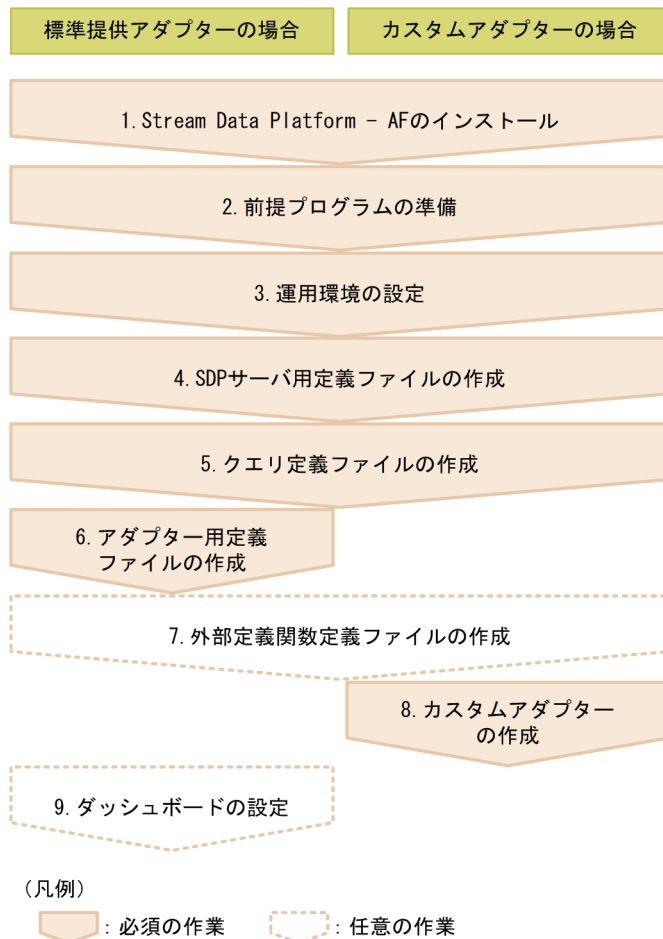 標準提供アダプターの場合
カスタムアダプターの場合
1.Stream Data Platform − AFのインストール
2.前提プログラムの準備
3.運用環境の設定
4.SDPサーバ用定義ファイルの作成
5.クエリ定義ファイルの作成
6.アダプター用定義
ファイルの作成
7.外部定義関数定義ファイルの作成
8.カスタムアダプター
の作成
9.ダッシュボードの設定
（凡例）
：必須の作業
：任意の作業